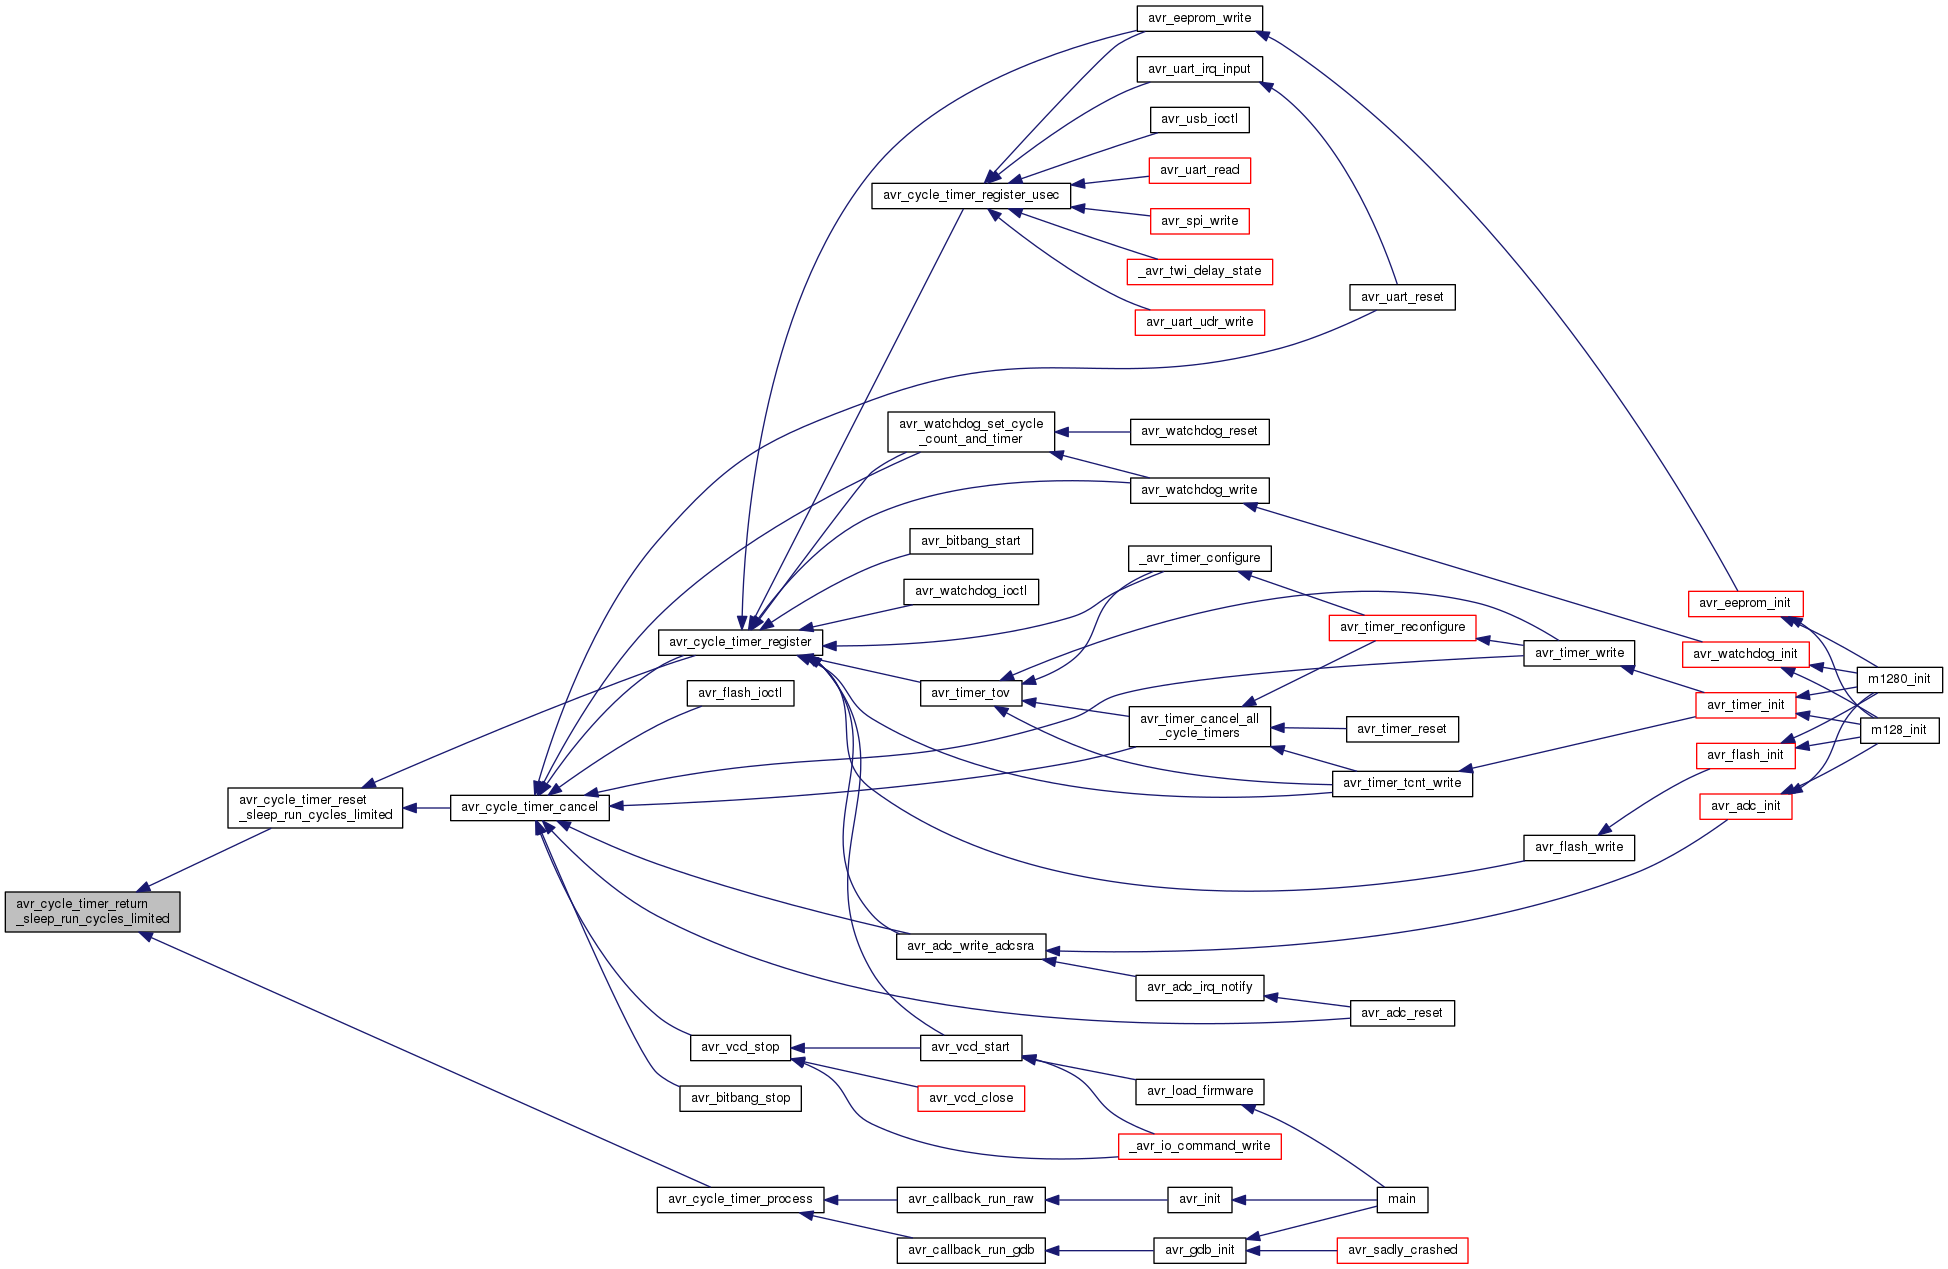 avr_eeprom_write
avr_uart_irq_input
avr_usb_ioctl
avr_uart_read
avr_cycle_timer_register_usec
avr_spi_write
_avr_twi_delay_state
avr_uart_reset
avr_uart_udr_write
avr_watchdog_set_cycle
_count_and_timer
avr_watchdog_reset
avr_watchdog_write
avr_bitbang_start
_avr_timer_configure
avr_watchdog_ioctl
avr_eeprom_init
avr_timer_reconfigure
avr_cycle_timer_register
avr_timer_write
avr_watchdog_init
m1280_init
avr_flash_ioctl
avr_timer_tov
avr_timer_init
avr_timer_cancel_all
_cycle_timers
avr_timer_reset
m128_init
avr_flash_init
avr_timer_tcnt_write
avr_cycle_timer_reset
_sleep_run_cycles_limited
avr_cycle_timer_cancel
avr_adc_init
avr_flash_write
avr_cycle_timer_return
_sleep_run_cycles_limited
avr_adc_write_adcsra
avr_adc_irq_notify
avr_adc_reset
avr_vcd_stop
avr_vcd_start
avr_load_firmware
avr_bitbang_stop
avr_vcd_close
_avr_io_command_write
avr_cycle_timer_process
avr_callback_run_raw
avr_init
main
avr_callback_run_gdb
avr_gdb_init
avr_sadly_crashed